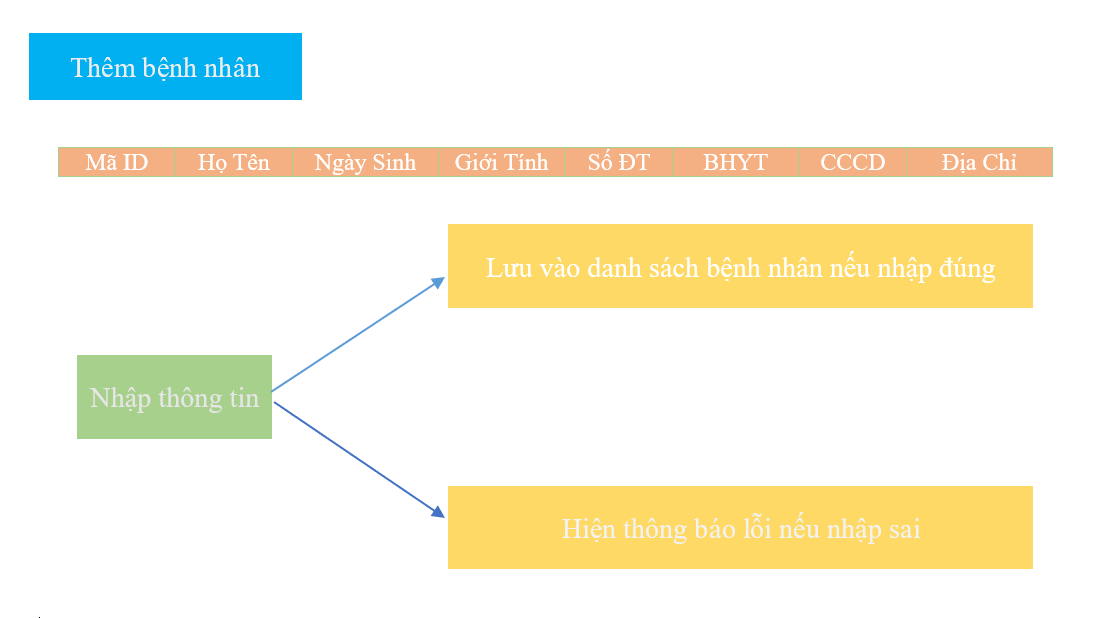 Thêm bệnh nhân
Mã ID Họ Tên Ngày Sinh Giới Tính Số ĐT BHYT CCCD Địa Chỉ
Lưu vào danh sách bệnh nhân nếu nhập đúng
Nhập thông tin
Hiện thông báo lỗi nếu nhập sai